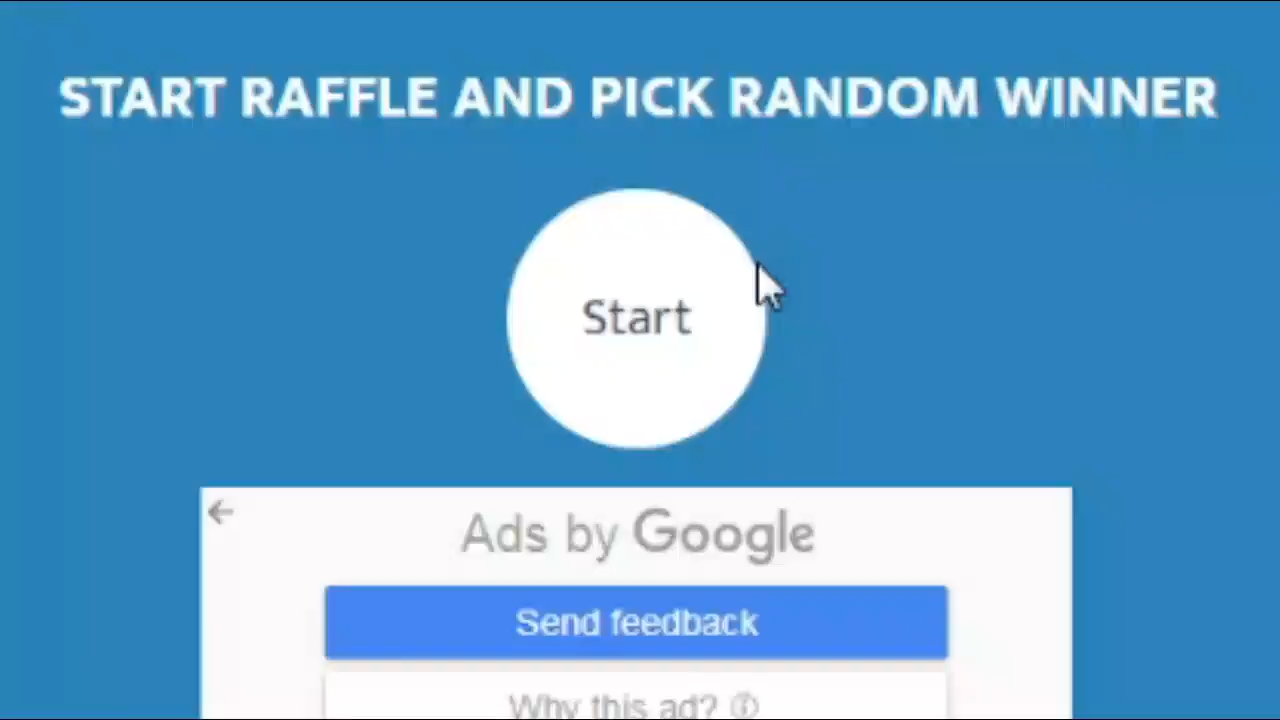 START RAFFLE AND PICK RANDOM WINNER
Start
Ads by Google
Send feedback
Why this ad?